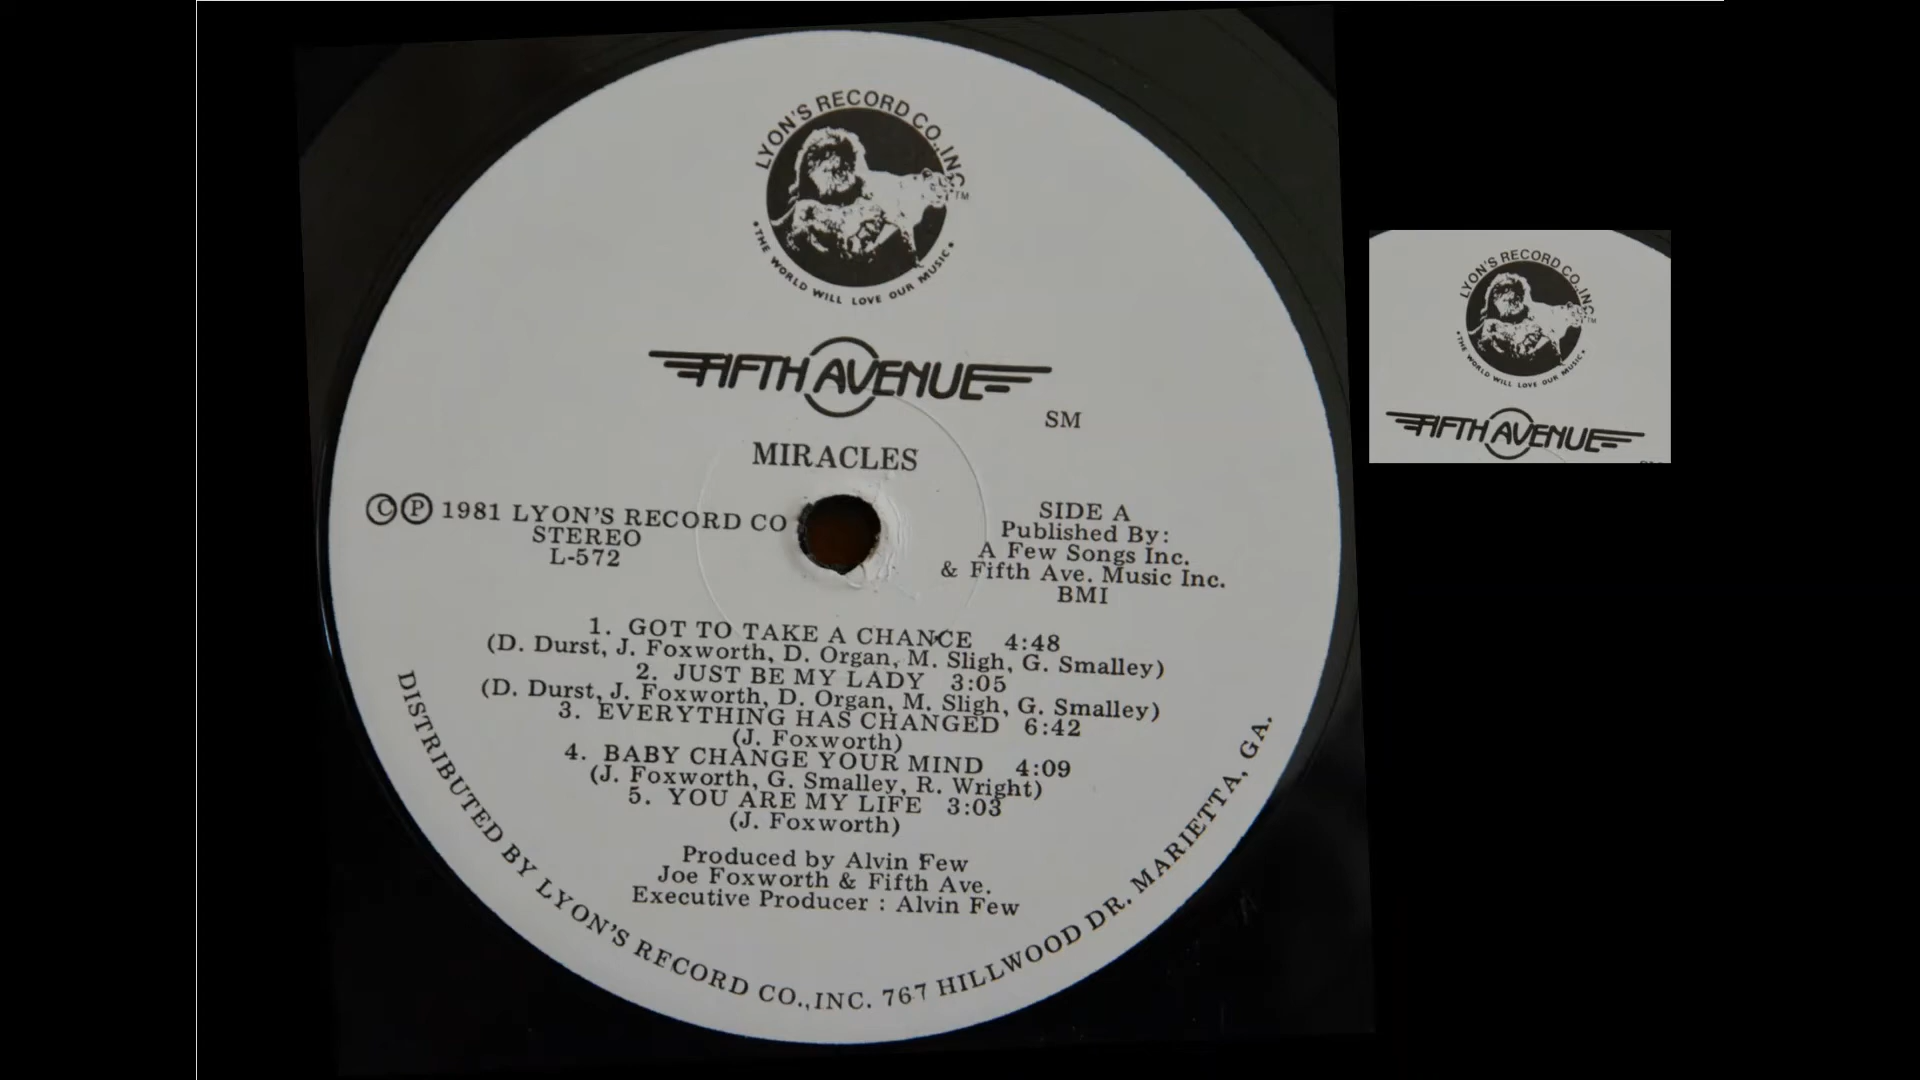 LYON'S RECORD CO., INC. TM
• THE WORLD WILL LOVE OUR MUSIC •
FIFTH AVENUE
SM
MIRACLES
©℗ 1981 LYON'S RECORD CO
STEREO
L-572
SIDE A
Published By:
A Few Songs Inc.
& Fifth Ave. Music Inc.
BMI
1. GOT TO TAKE A CHANCE 4:48
(D. Durst, J. Foxworth, D. Organ, M. Sligh, G. Smalley)
2. JUST BE MY LADY 3:05
(D. Durst, J. Foxworth, D. Organ, M. Sligh, G. Smalley)
3. EVERYTHING HAS CHANGED 6:42
(J. Foxworth)
4. BABY CHANGE YOUR MIND 4:09
(J. Foxworth, G. Smalley, R. Wright)
5. YOU ARE MY LIFE 3:03
(J. Foxworth)
Produced by Alvin Few
Joe Foxworth & Fifth Ave.
Executive Producer : Alvin Few
DISTRIBUTED BY LYON'S RECORD CO., INC. 767 HILLWOOD DR. MARIETTA, GA.
LYON'S RECORD CO., INC. TM
• THE WORLD WILL LOVE OUR MUSIC •
FIFTH AVENUE